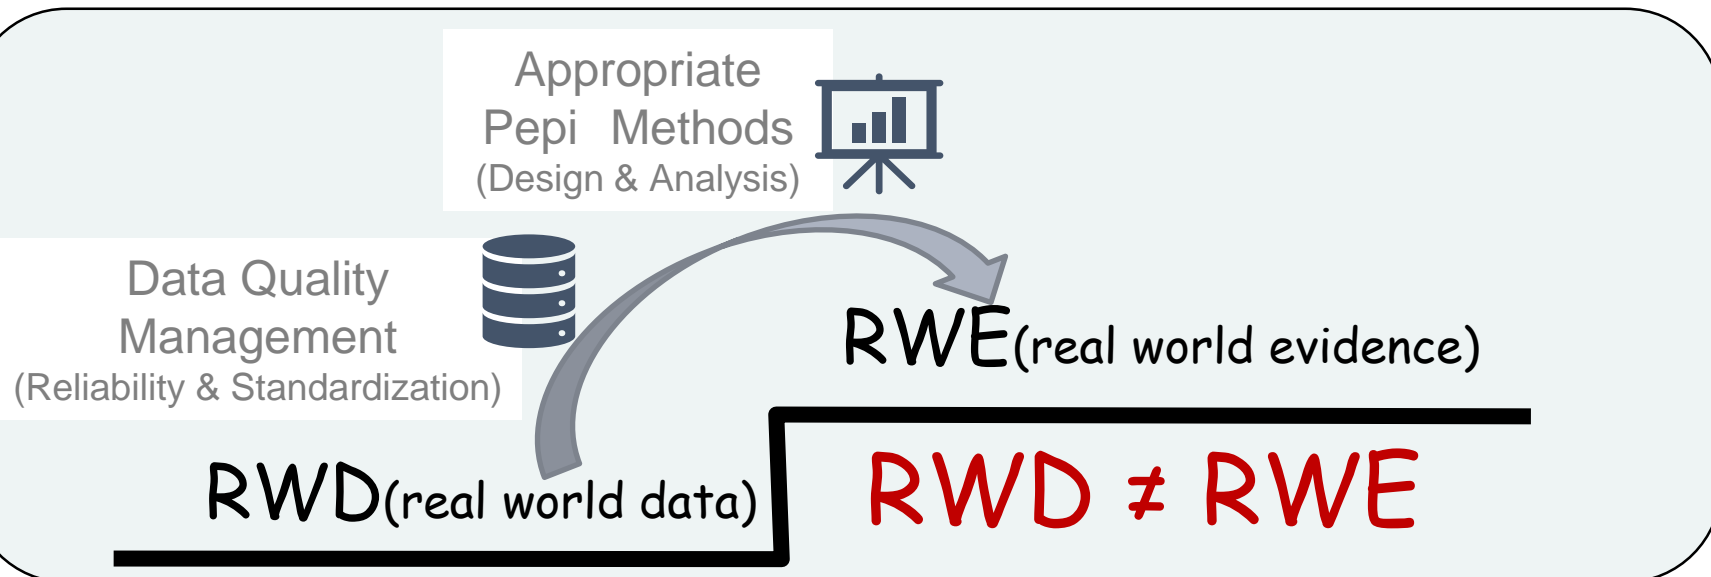 Appropriate
Pepi Methods
(Design & Analysis)
Data Quality
Management
(Reliability & Standardization)
RWE(real world evidence)
RWD(real world data)
RWD ≠ RWE